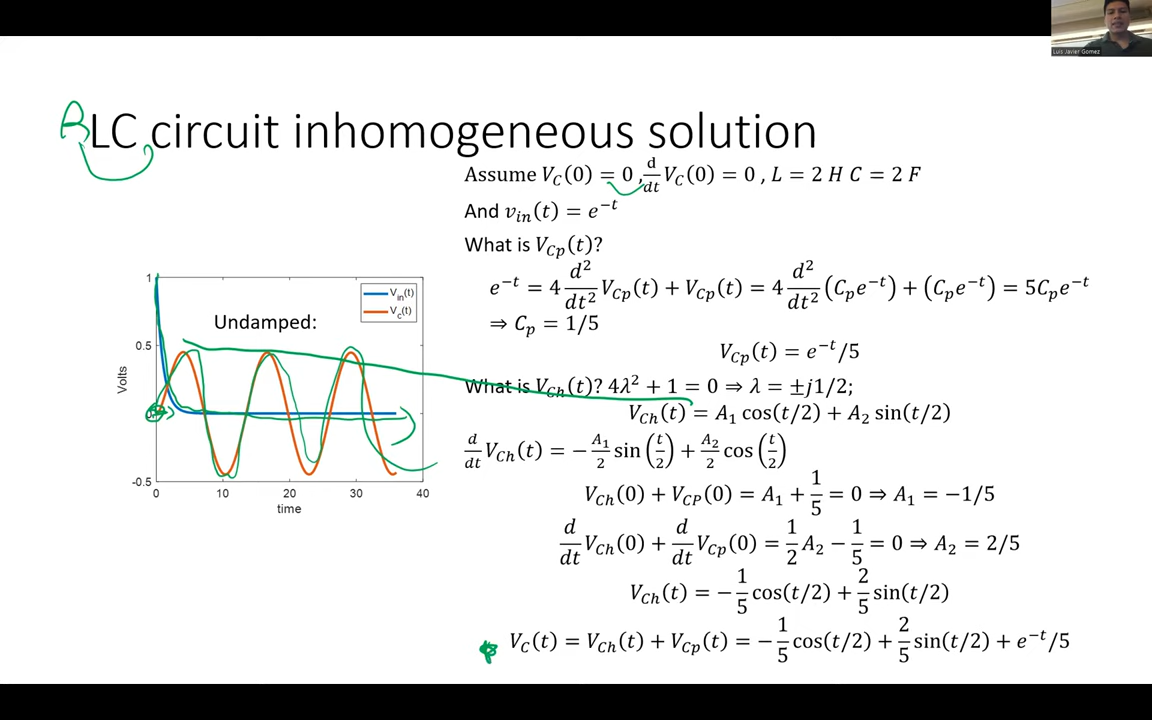 Luis Javier Gomez
RLC circuit inhomogeneous solution
Assume V_C(0) = 0 , d/dt V_C(0) = 0 , L = 2 H C = 2 F
And v_in(t) = e^{−t}
What is V_Cp(t)?
e^{−t} = 4 d²/dt² V_Cp(t) + V_Cp(t) = 4 d²/dt² (C_p e^{−t}) + (C_p e^{−t}) = 5C_p e^{−t}
⇒ C_p = 1/5
V_Cp(t) = e^{−t}/5
What is V_Ch(t)? 4λ² + 1 = 0 ⇒ λ = ±j1/2;
V_Ch(t) = A₁ cos(t/2) + A₂ sin(t/2)
d/dt V_Ch(t) = − A₁/2 sin (t/2) + A₂/2 cos (t/2)
V_Ch(0) + V_CP(0) = A₁ + 1/5 = 0 ⇒ A₁ = −1/5
d/dt V_Ch(0) + d/dt V_Cp(0) = 1/2 A₂ − 1/5 = 0 ⇒ A₂ = 2/5
V_Ch(t) = − 1/5 cos(t/2) + 2/5 sin(t/2)
V_C(t) = V_Ch(t) + V_Cp(t) = − 1/5 cos(t/2) + 2/5 sin(t/2) + e^{−t}/5
Undamped:
V_in(t)
V_c(t)
1
0.5
0
-0.5
Volts
0 10 20 30 40
time